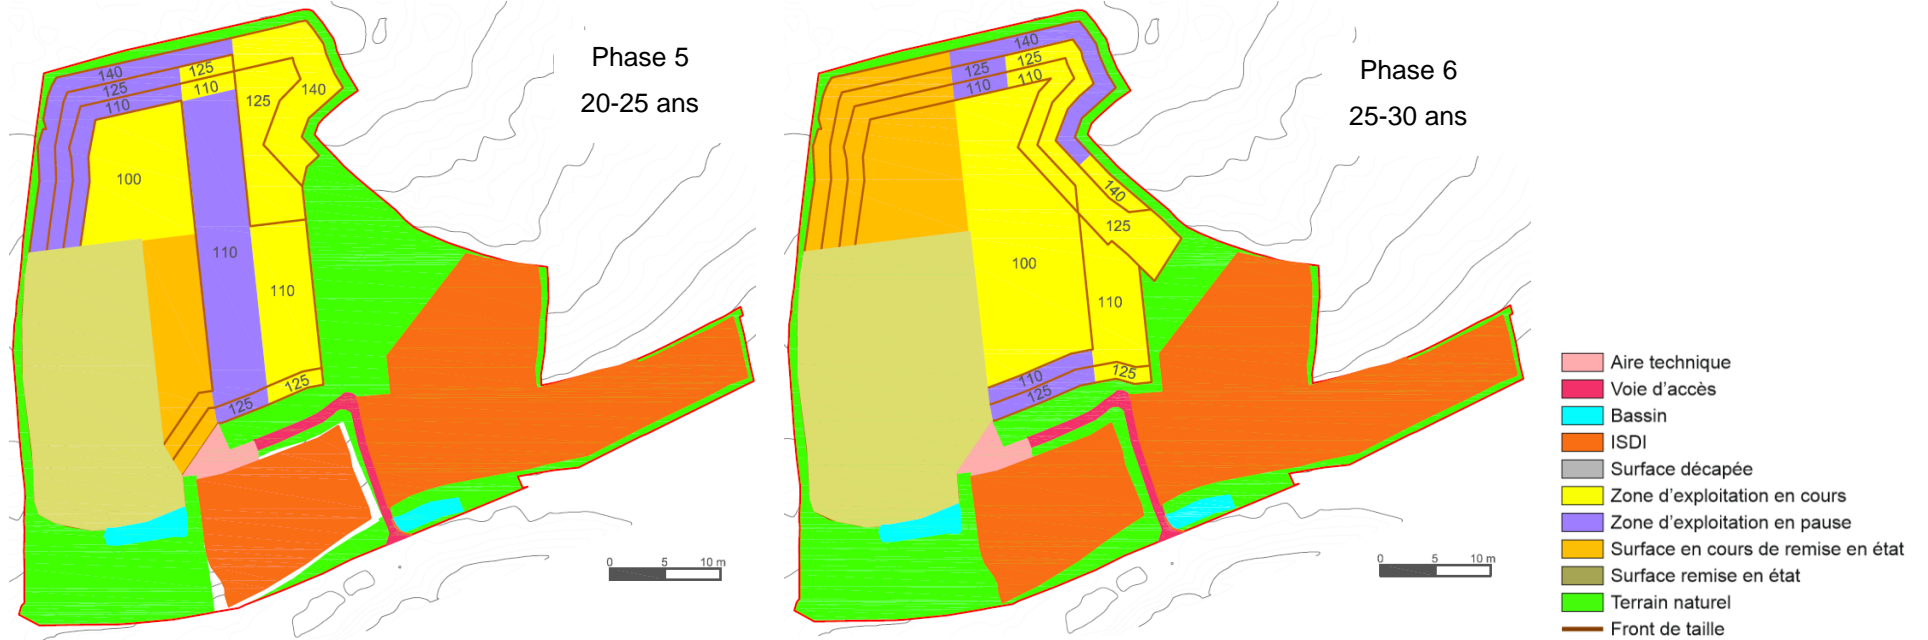 Phase 5
20-25 ans
140
125
110
125
110
125
140
100
110
110
125
125
0 5 10 m
Phase 6
25-30 ans
140
125
110
125
110
140
125
100
110
110
125
125
0 5 10 m
Aire technique
Voie d'accès
Bassin
ISDI
Surface décapée
Zone d'exploitation en cours
Zone d'exploitation en pause
Surface en cours de remise en état
Surface remise en état
Terrain naturel
Front de taille